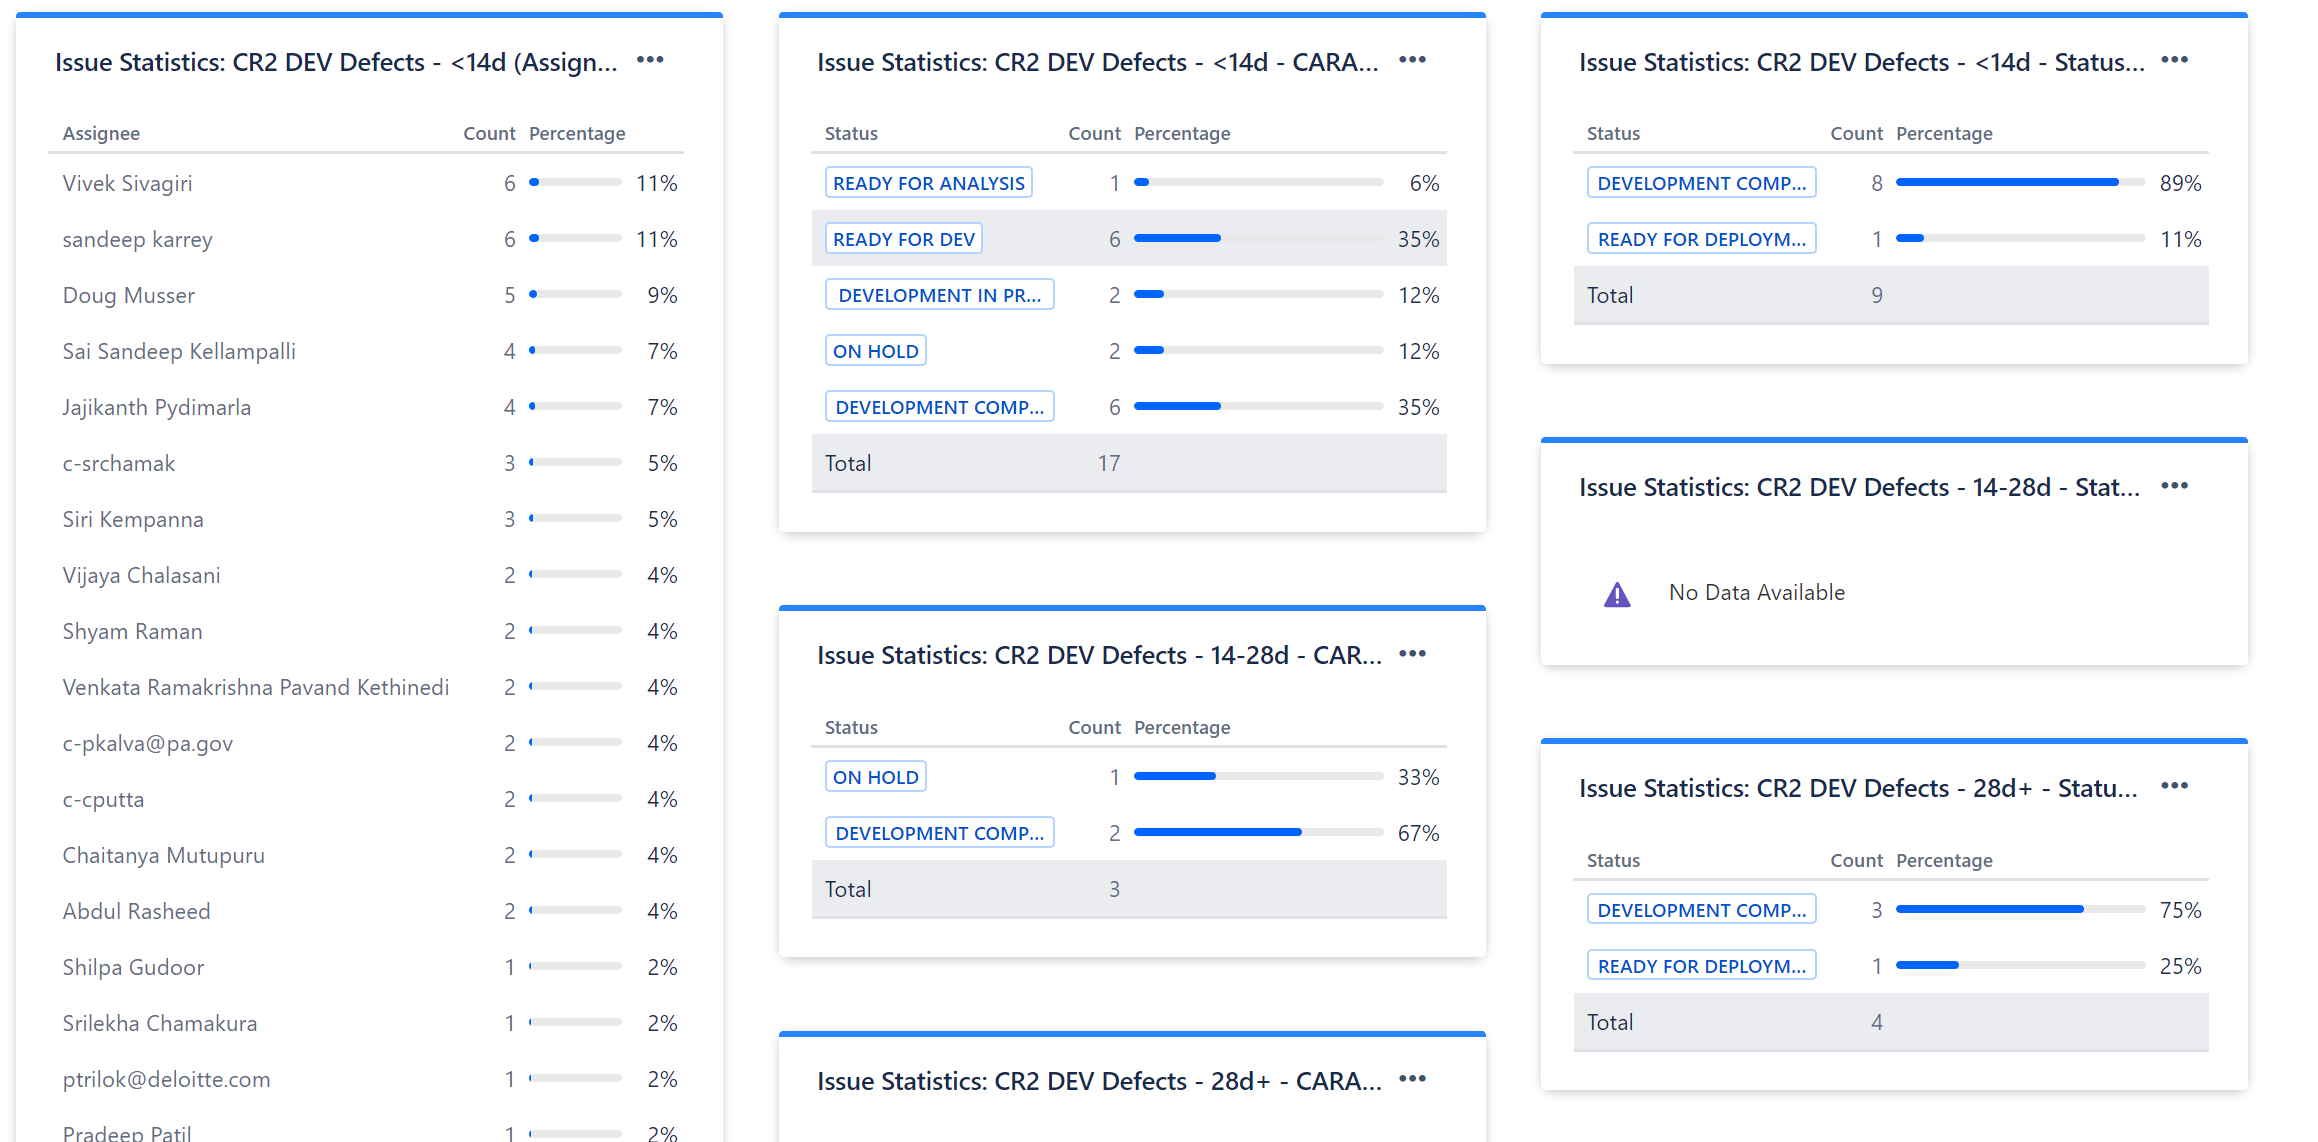 Issue Statistics: CR2 DEV Defects - <14d (Assign...
Assignee Count Percentage
Vivek Sivagiri 6 11%
sandeep karrey 6 11%
Doug Musser 5 9%
Sai Sandeep Kellampalli 4 7%
Jajikanth Pydimarla 4 7%
c-srchamak 3 5%
Siri Kempanna 3 5%
Vijaya Chalasani 2 4%
Shyam Raman 2 4%
Venkata Ramakrishna Pavand Kethinedi 2 4%
c-pkalva@pa.gov 2 4%
c-cputta 2 4%
Chaitanya Mutupuru 2 4%
Abdul Rasheed 2 4%
Shilpa Gudoor 1 2%
Srilekha Chamakura 1 2%
ptrilok@deloitte.com 1 2%
Pradeep Patil 1 2%
Issue Statistics: CR2 DEV Defects - <14d - CARA...
Status Count Percentage
READY FOR ANALYSIS 1 6%
READY FOR DEV 6 35%
DEVELOPMENT IN PR... 2 12%
ON HOLD 2 12%
DEVELOPMENT COMP... 6 35%
Total 17
Issue Statistics: CR2 DEV Defects - 14-28d - CAR...
Status Count Percentage
ON HOLD 1 33%
DEVELOPMENT COMP... 2 67%
Total 3
Issue Statistics: CR2 DEV Defects - 28d+ - CARA...
Issue Statistics: CR2 DEV Defects - <14d - Status...
Status Count Percentage
DEVELOPMENT COMP... 8 89%
READY FOR DEPLOYM... 1 11%
Total 9
Issue Statistics: CR2 DEV Defects - 14-28d - Stat...
No Data Available
Issue Statistics: CR2 DEV Defects - 28d+ - Statu...
Status Count Percentage
DEVELOPMENT COMP... 3 75%
READY FOR DEPLOYM... 1 25%
Total 4